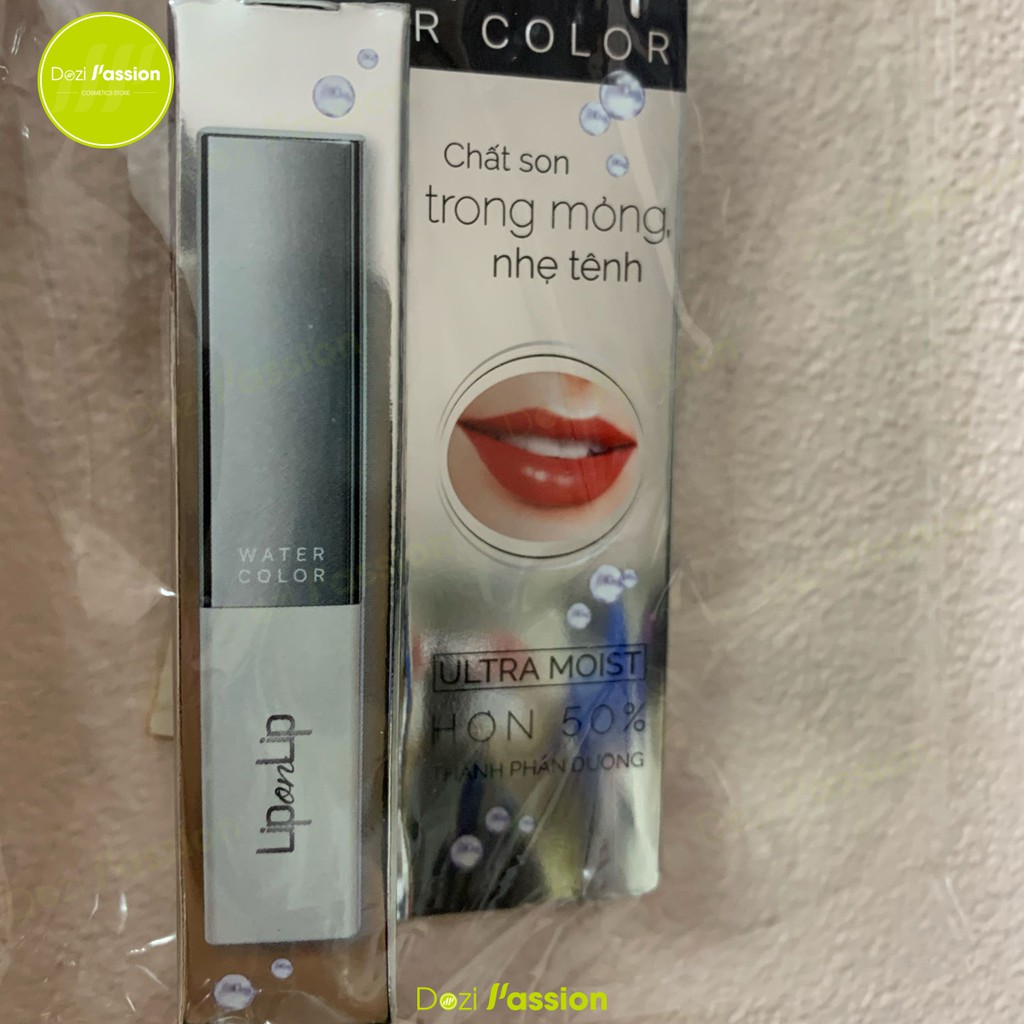 Dozi Passion
COSMETICS STORE
R COLOR
Chất son
trong mỏng,
nhẹ tênh
WATER
COLOR
ULTRA MOIST
HƠN 50%
THÀNH PHẦN DƯỠNG
LiponLip
Dozi Passion